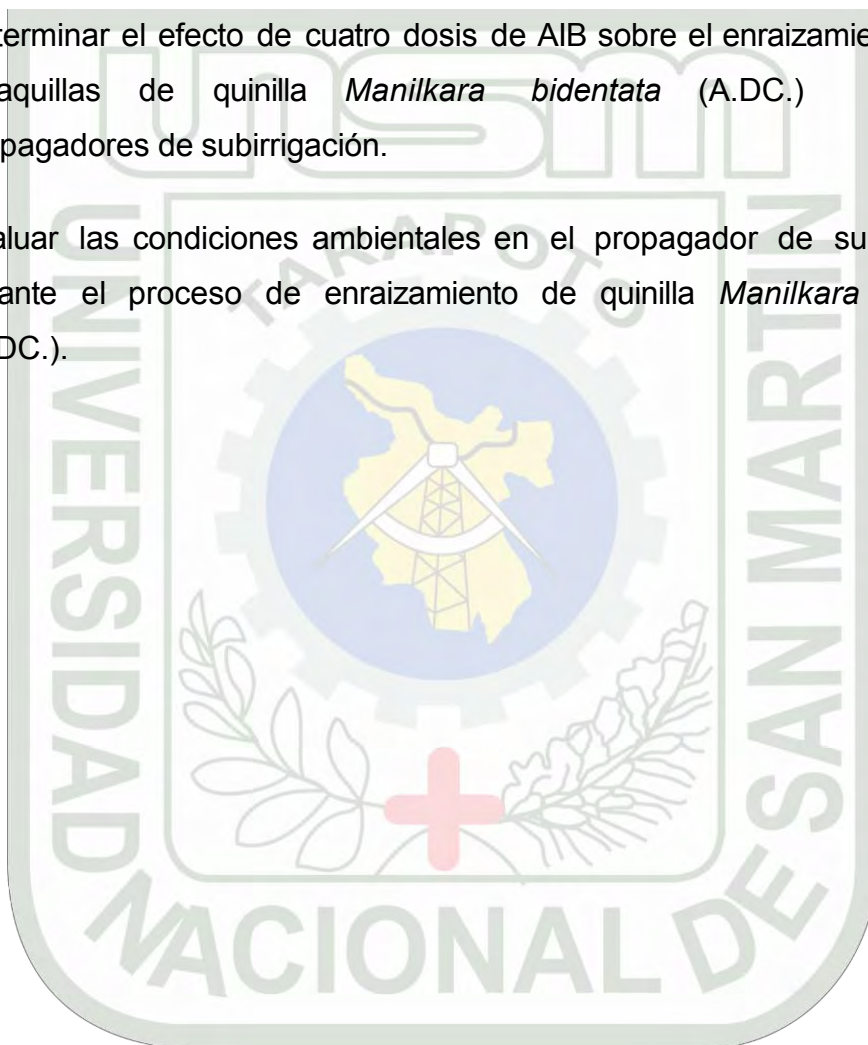 terminar el efecto de cuatro dosis de AIB sobre el enraizamie
aquillas de quinilla Manilkara bidentata (A.DC.)
pagadores de subirrigación.
aluar las condiciones ambientales en el propagador de su
ante el proceso de enraizamiento de quinilla Manilkara
DC.).
unsm
TARAPOTO
UNIVERSIDAD NACIONAL DE SAN MARTIN